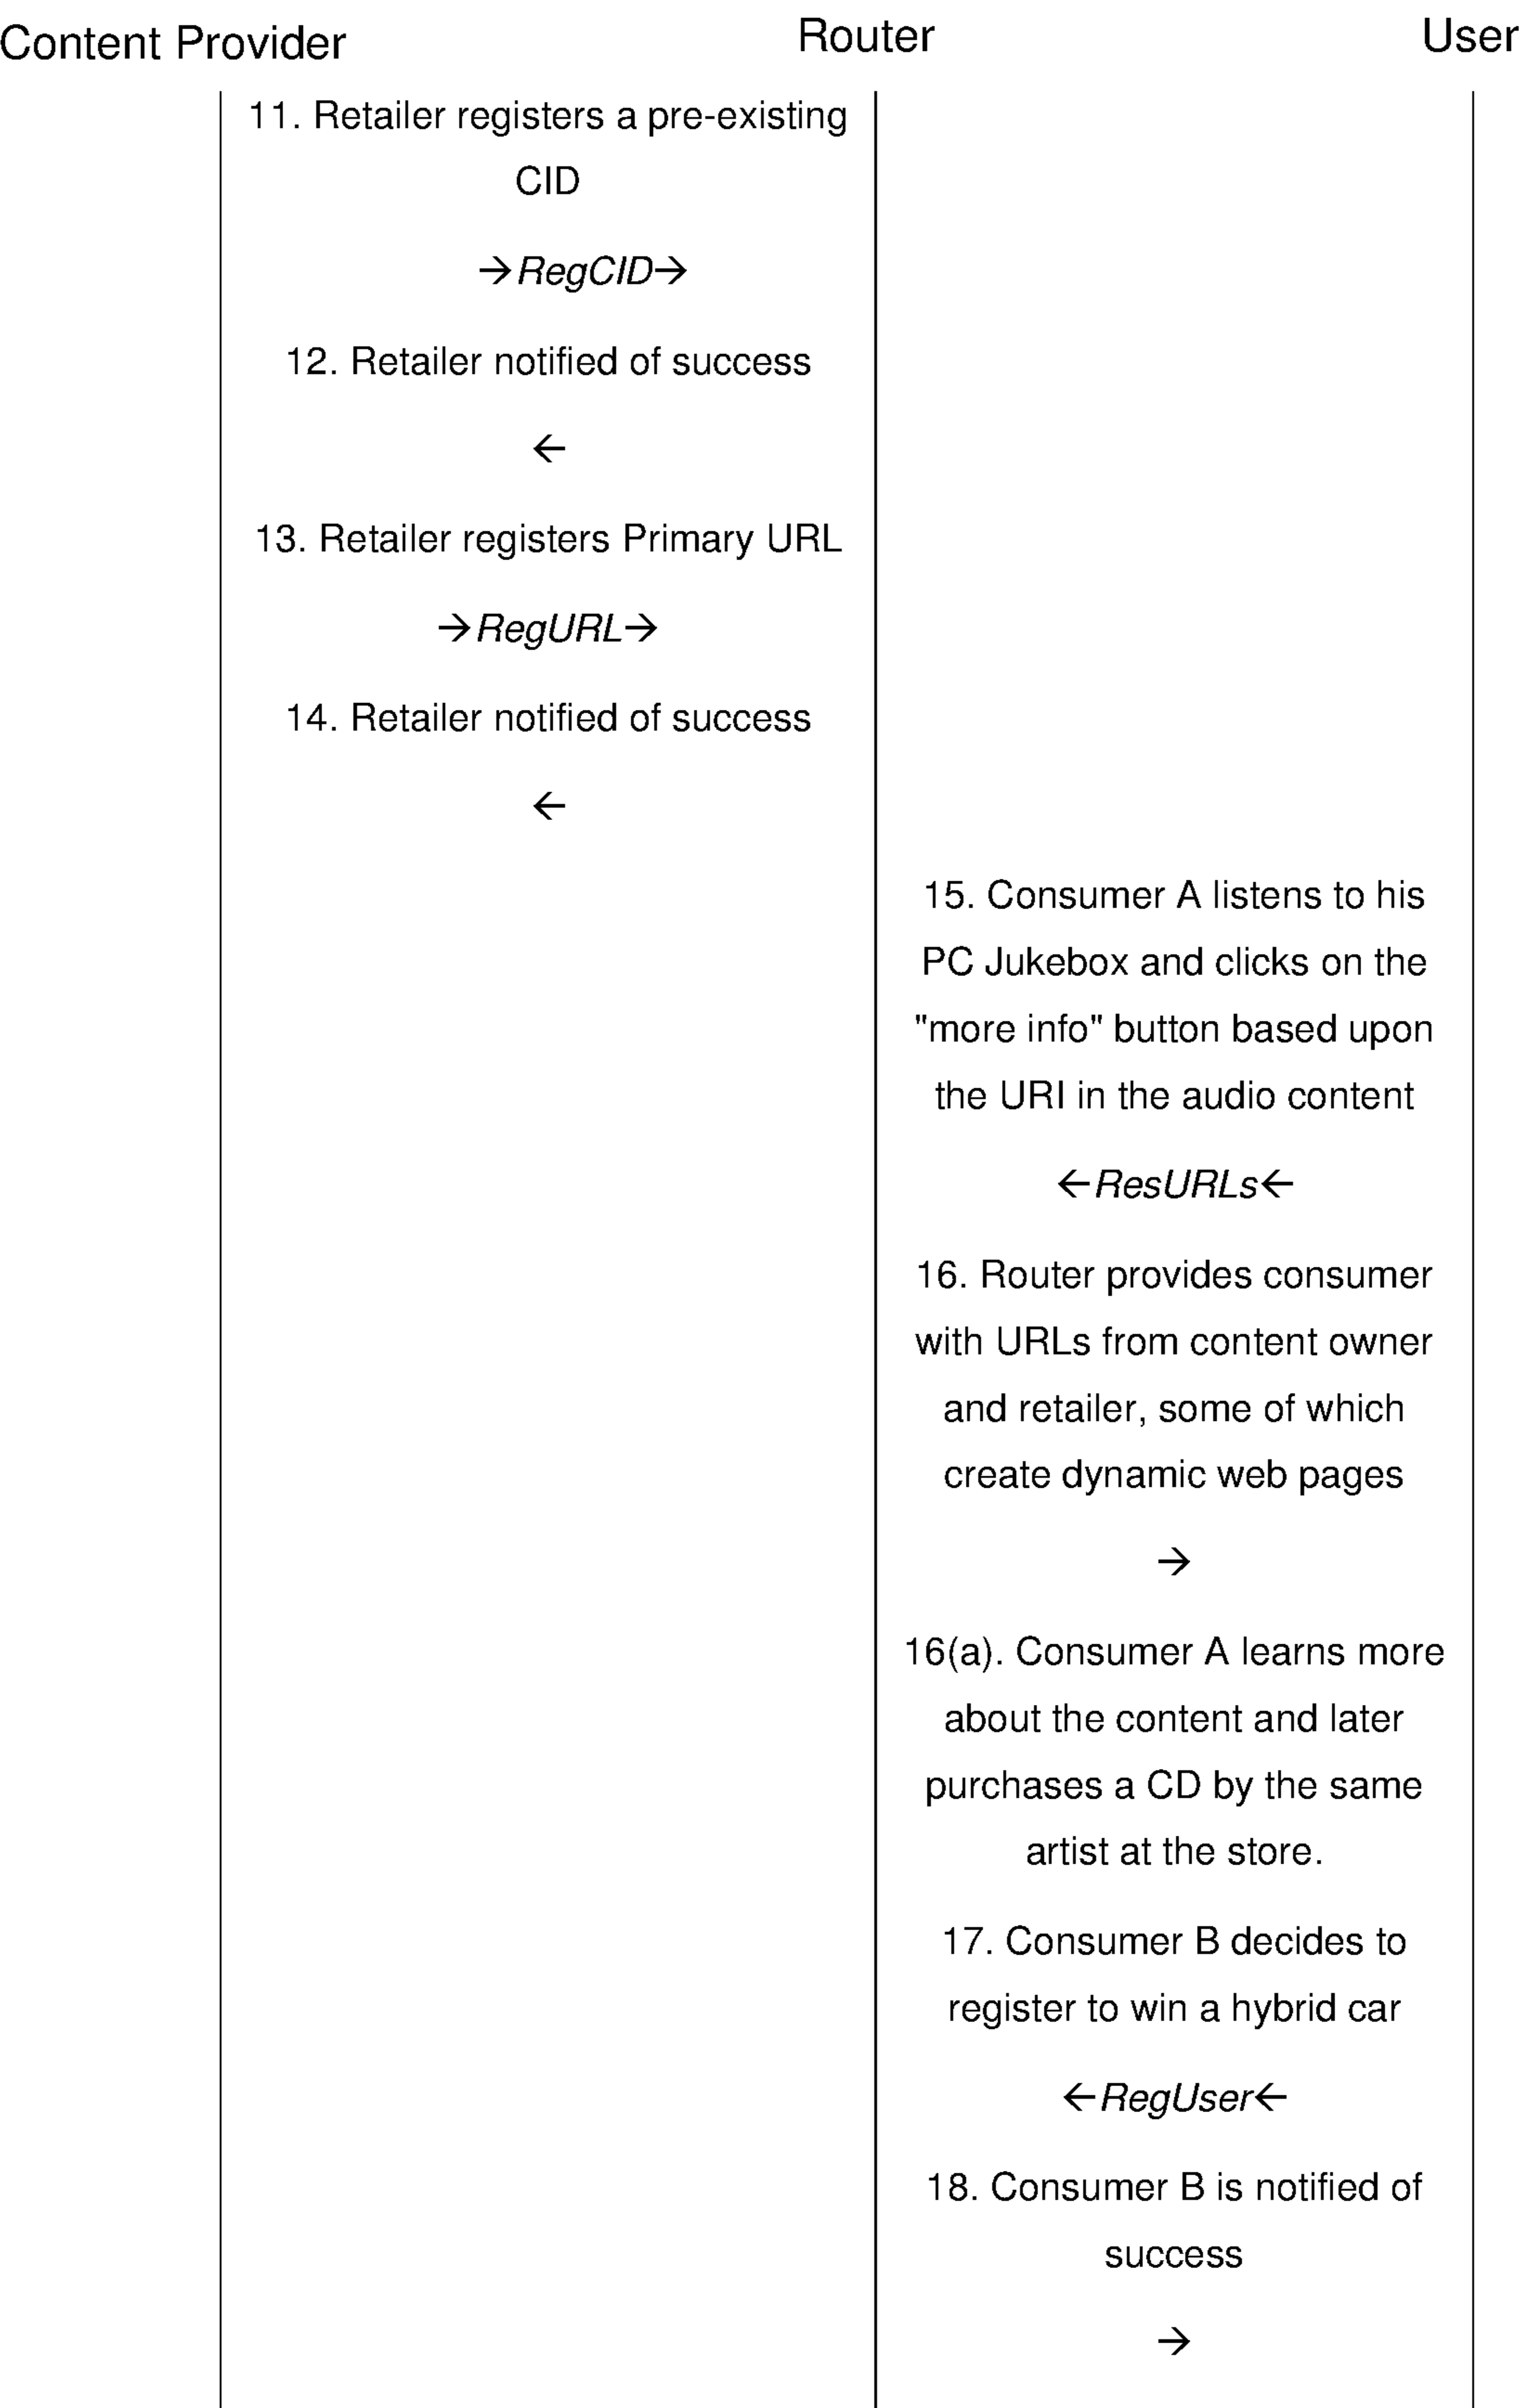 Content Provider
Router
User
11. Retailer registers a pre-existing
CID
→RegCID→
12. Retailer notified of success
←
13. Retailer registers Primary URL
→RegURL→
14. Retailer notified of success
←
15. Consumer A listens to his
PC Jukebox and clicks on the
"more info" button based upon
the URI in the audio content
←ResURLs←
16. Router provides consumer
with URLs from content owner
and retailer, some of which
create dynamic web pages
→
16(a). Consumer A learns more
about the content and later
purchases a CD by the same
artist at the store.
17. Consumer B decides to
register to win a hybrid car
←RegUser←
18. Consumer B is notified of
success
→